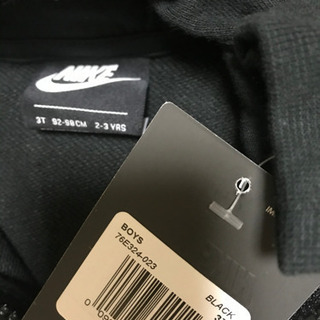 NIKE
3T 92-98CM 2-3 YRS
BOYS
76E324-023
BLACK